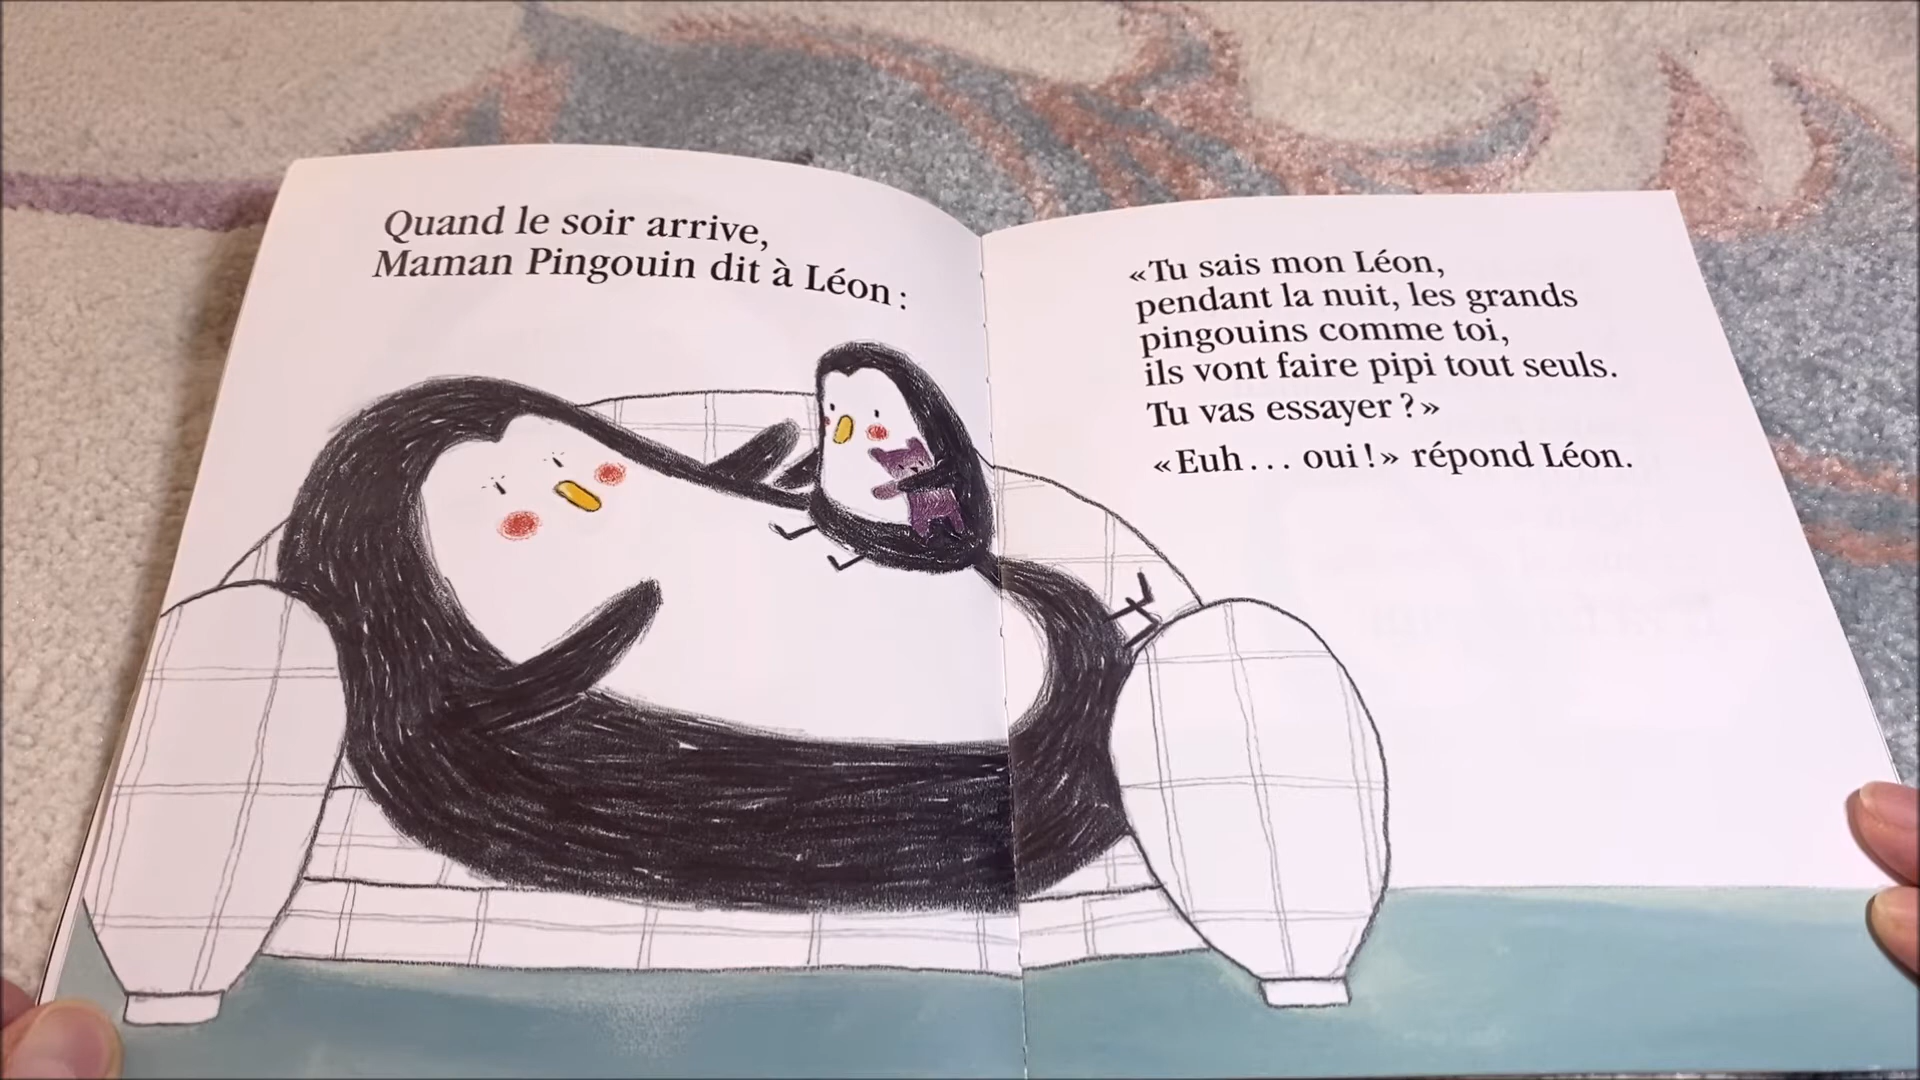 Quand le soir arrive,
Maman Pingouin dit à Léon :
«Tu sais mon Léon,
pendant la nuit, les grands
pingouins comme toi,
ils vont faire pipi tout seuls.
Tu vas essayer ?»
«Euh... oui !» répond Léon.